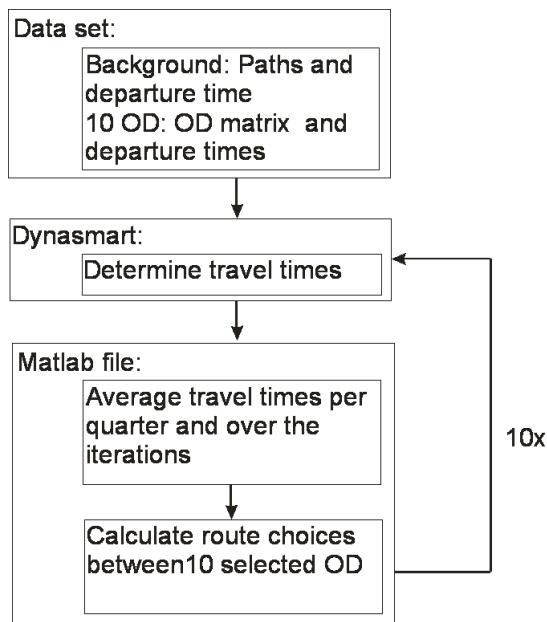 Data set:
Background: Paths and
departure time
10 OD: OD matrix and
departure times
Dynasmart:
Determine travel times
Matlab file:
Average travel times per
quarter and over the
iterations
Calculate route choices
between10 selected OD
10x